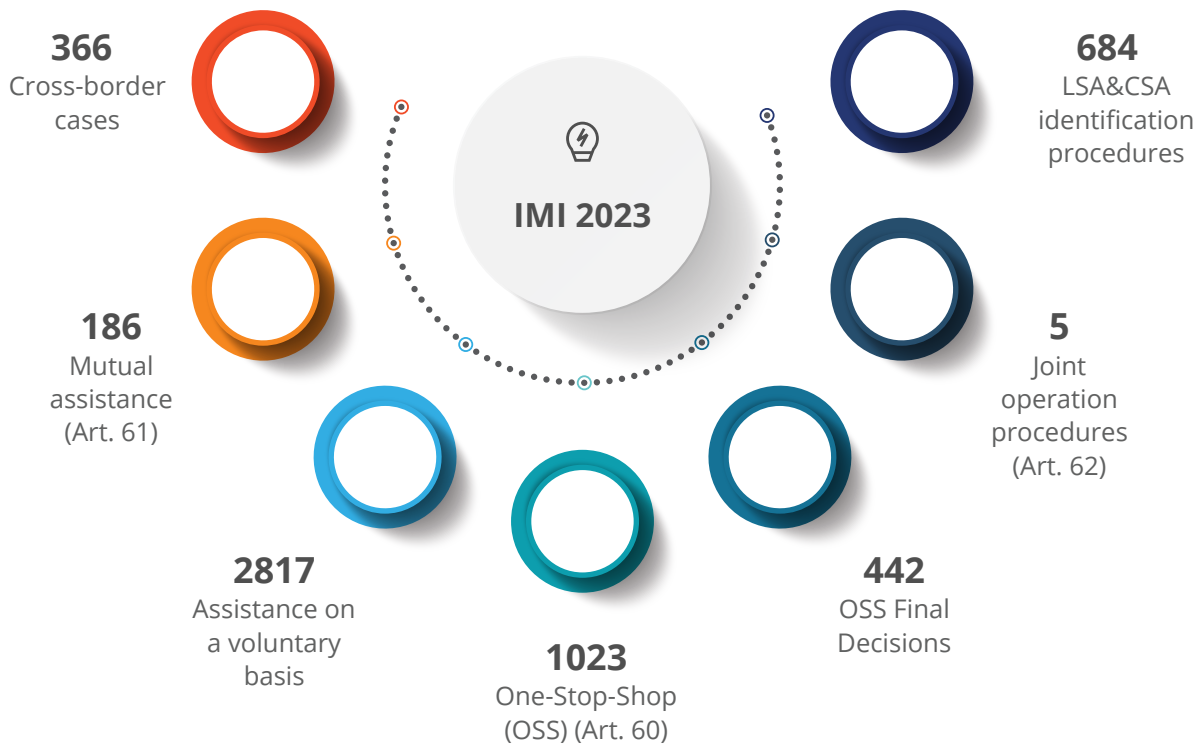 366
Cross-border
cases
684
LSA&CSA
identification
procedures
IMI 2023
186
Mutual
assistance
(Art. 61)
5
Joint
operation
procedures
(Art. 62)
2817
Assistance on
a voluntary
basis
442
OSS Final
Decisions
1023
One-Stop-Shop
(OSS) (Art. 60)